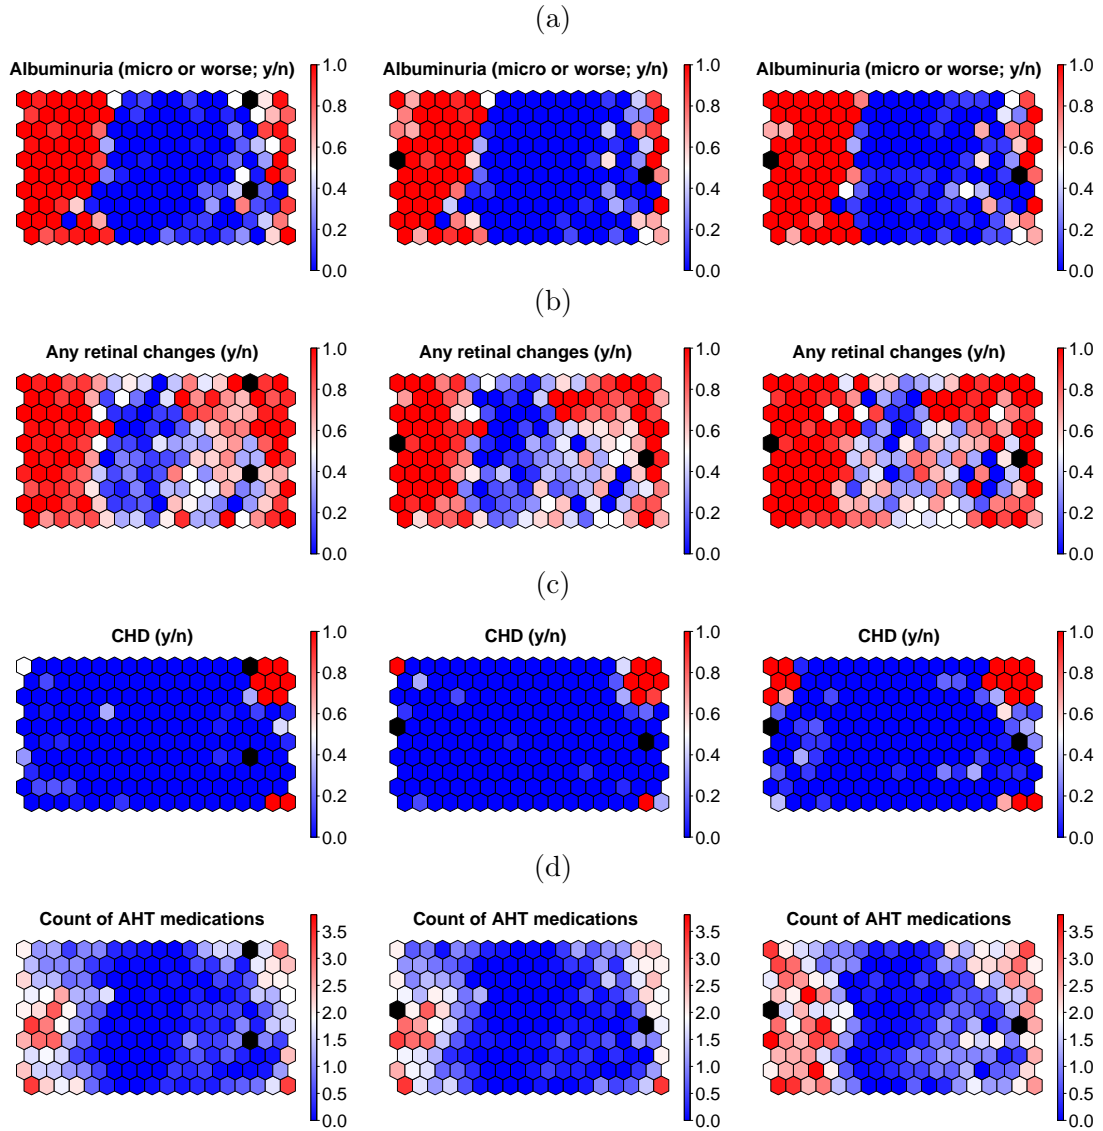 (a)
Albuminuria (micro or worse; y/n) Albuminuria (micro or worse; y/n) Albuminuria (micro or worse; y/n)
1.0 1.0 1.0
0.8 0.8 0.8
0.6 0.6 0.6
0.4 0.4 0.4
0.2 0.2 0.2
0.0 0.0 0.0
(b)
Any retinal changes (y/n) Any retinal changes (y/n) Any retinal changes (y/n)
1.0 1.0 1.0
0.8 0.8 0.8
0.6 0.6 0.6
0.4 0.4 0.4
0.2 0.2 0.2
0.0 0.0 0.0
(c)
CHD (y/n) CHD (y/n) CHD (y/n)
1.0 1.0 1.0
0.8 0.8 0.8
0.6 0.6 0.6
0.4 0.4 0.4
0.2 0.2 0.2
0.0 0.0 0.0
(d)
Count of AHT medications Count of AHT medications Count of AHT medications
3.5 3.5 3.5
3.0 3.0 3.0
2.5 2.5 2.5
2.0 2.0 2.0
1.5 1.5 1.5
1.0 1.0 1.0
0.5 0.5 0.5
0.0 0.0 0.0